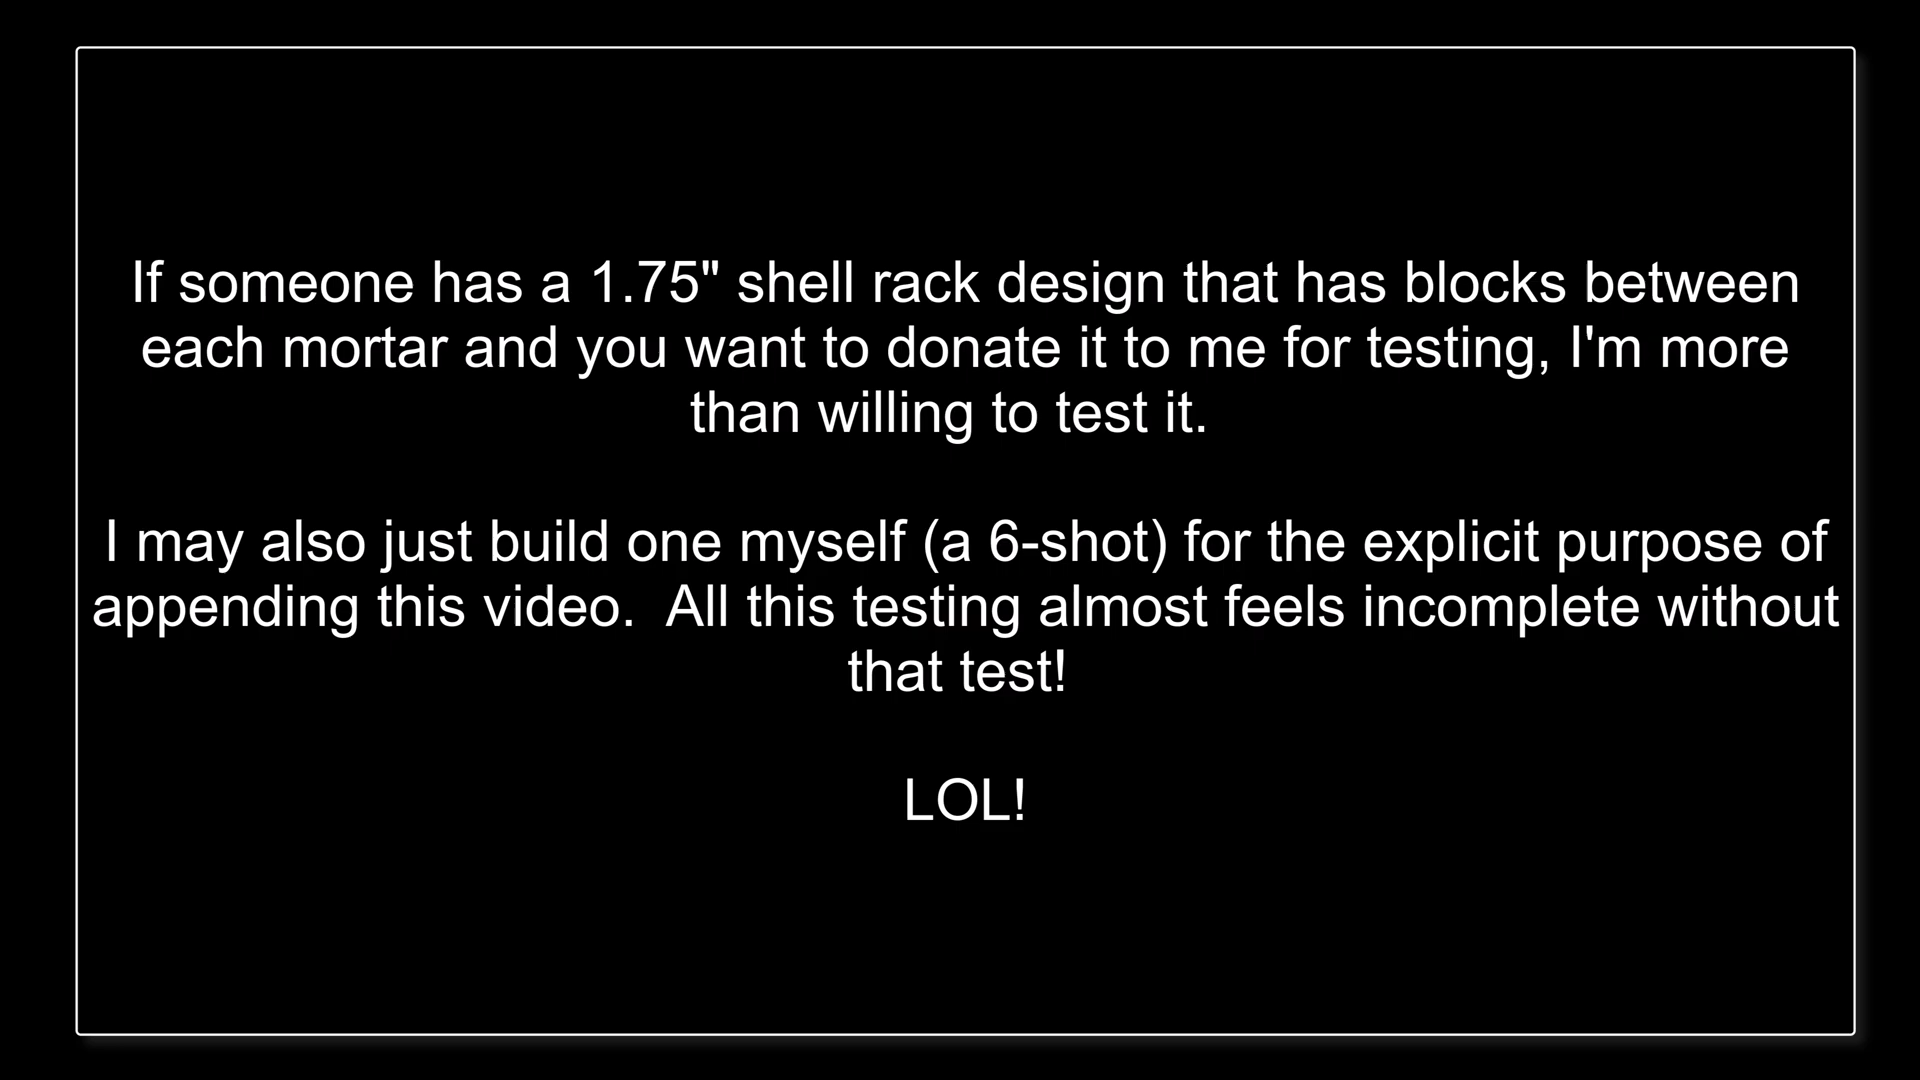 If someone has a 1.75" shell rack design that has blocks between
each mortar and you want to donate it to me for testing, I'm more
than willing to test it.
I may also just build one myself (a 6-shot) for the explicit purpose of
appending this video.  All this testing almost feels incomplete without
that test!
LOL!